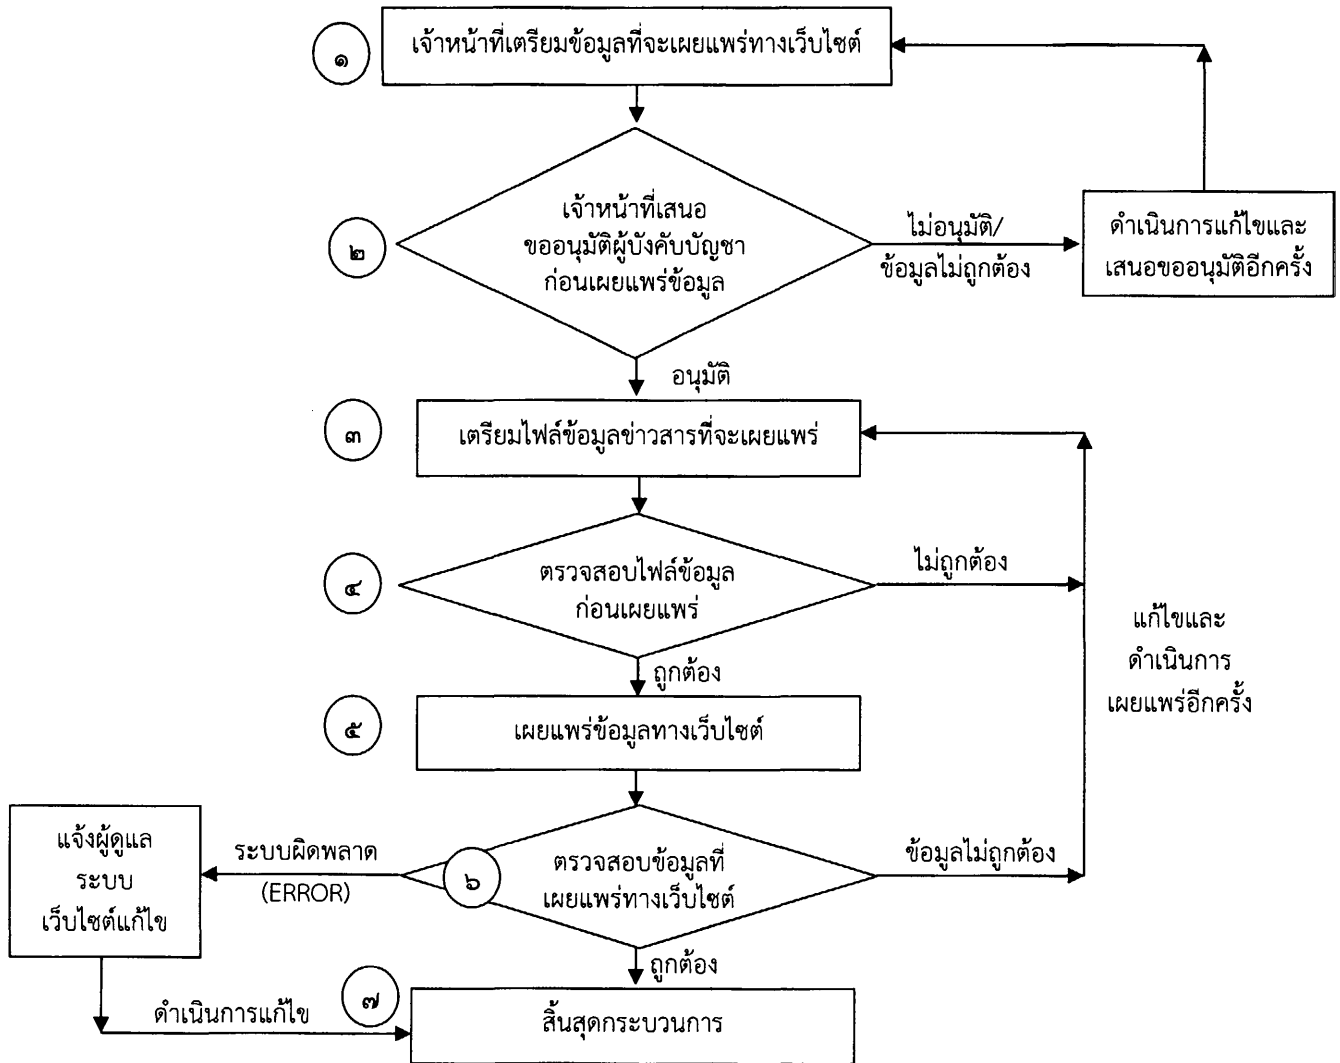 ๑
เจ้าหน้าที่เตรียมข้อมูลที่จะเผยแพร่ทางเว็บไซต์
๒
เจ้าหน้าที่เสนอ
ขออนุมัติผู้บังคับบัญชา
ก่อนเผยแพร่ข้อมูล
ไม่อนุมัติ/
ข้อมูลไม่ถูกต้อง
ดำเนินการแก้ไขและ
เสนอขออนุมัติอีกครั้ง
อนุมัติ
๓
เตรียมไฟล์ข้อมูลข่าวสารที่จะเผยแพร่
๔
ตรวจสอบไฟล์ข้อมูล
ก่อนเผยแพร่
ไม่ถูกต้อง
แก้ไขและ
ดำเนินการ
เผยแพร่อีกครั้ง
ถูกต้อง
๕
เผยแพร่ข้อมูลทางเว็บไซต์
แจ้งผู้ดูแล
ระบบ
เว็บไซต์แก้ไข
ระบบผิดพลาด
(ERROR)
๖
ตรวจสอบข้อมูลที่
เผยแพร่ทางเว็บไซต์
ข้อมูลไม่ถูกต้อง
ถูกต้อง
ดำเนินการแก้ไข
๗
สิ้นสุดกระบวนการ